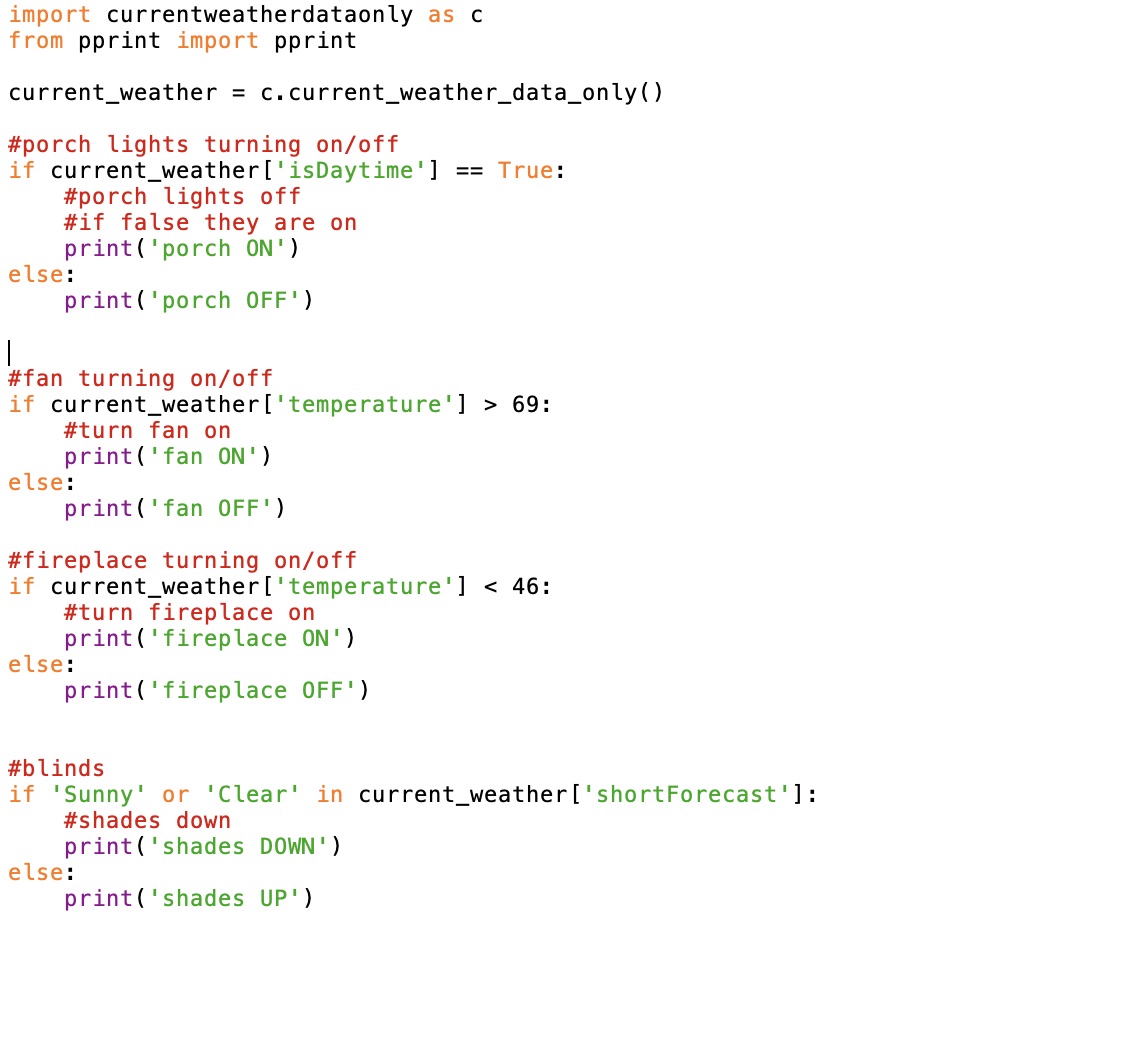 import currentweatherdataonly as c
from pprint import pprint
current_weather = c.current_weather_data_only()
#porch lights turning on/off
if current_weather['isDaytime'] == True:
    #porch lights off
    #if false they are on
    print('porch ON')
else:
    print('porch OFF')
#fan turning on/off
if current_weather['temperature'] > 69:
    #turn fan on
    print('fan ON')
else:
    print('fan OFF')
#fireplace turning on/off
if current_weather['temperature'] < 46:
    #turn fireplace on
    print('fireplace ON')
else:
    print('fireplace OFF')
#blinds
if 'Sunny' or 'Clear' in current_weather['shortForecast']:
    #shades down
    print('shades DOWN')
else:
    print('shades UP')